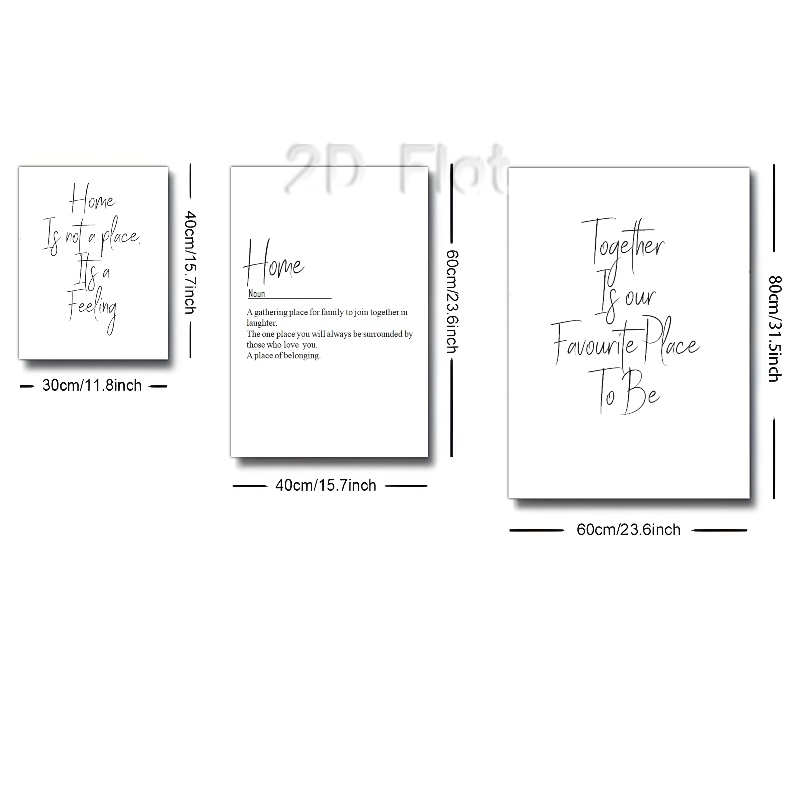 2D Flat
Home
Is not a place.
It's a
Feeling
40cm/15.7inch
30cm/11.8inch
Home
Noun
A gathering place for family to join together in
laughter.
The one place you will always be surrounded by
those who love you.
A place of belonging.
60cm/23.6inch
40cm/15.7inch
Together
Is our
Favourite Place
To Be
80cm/31.5inch
60cm/23.6inch